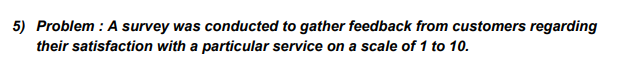 5) Problem : A survey was conducted to gather feedback from customers regarding
their satisfaction with a particular service on a scale of 1 to 10.